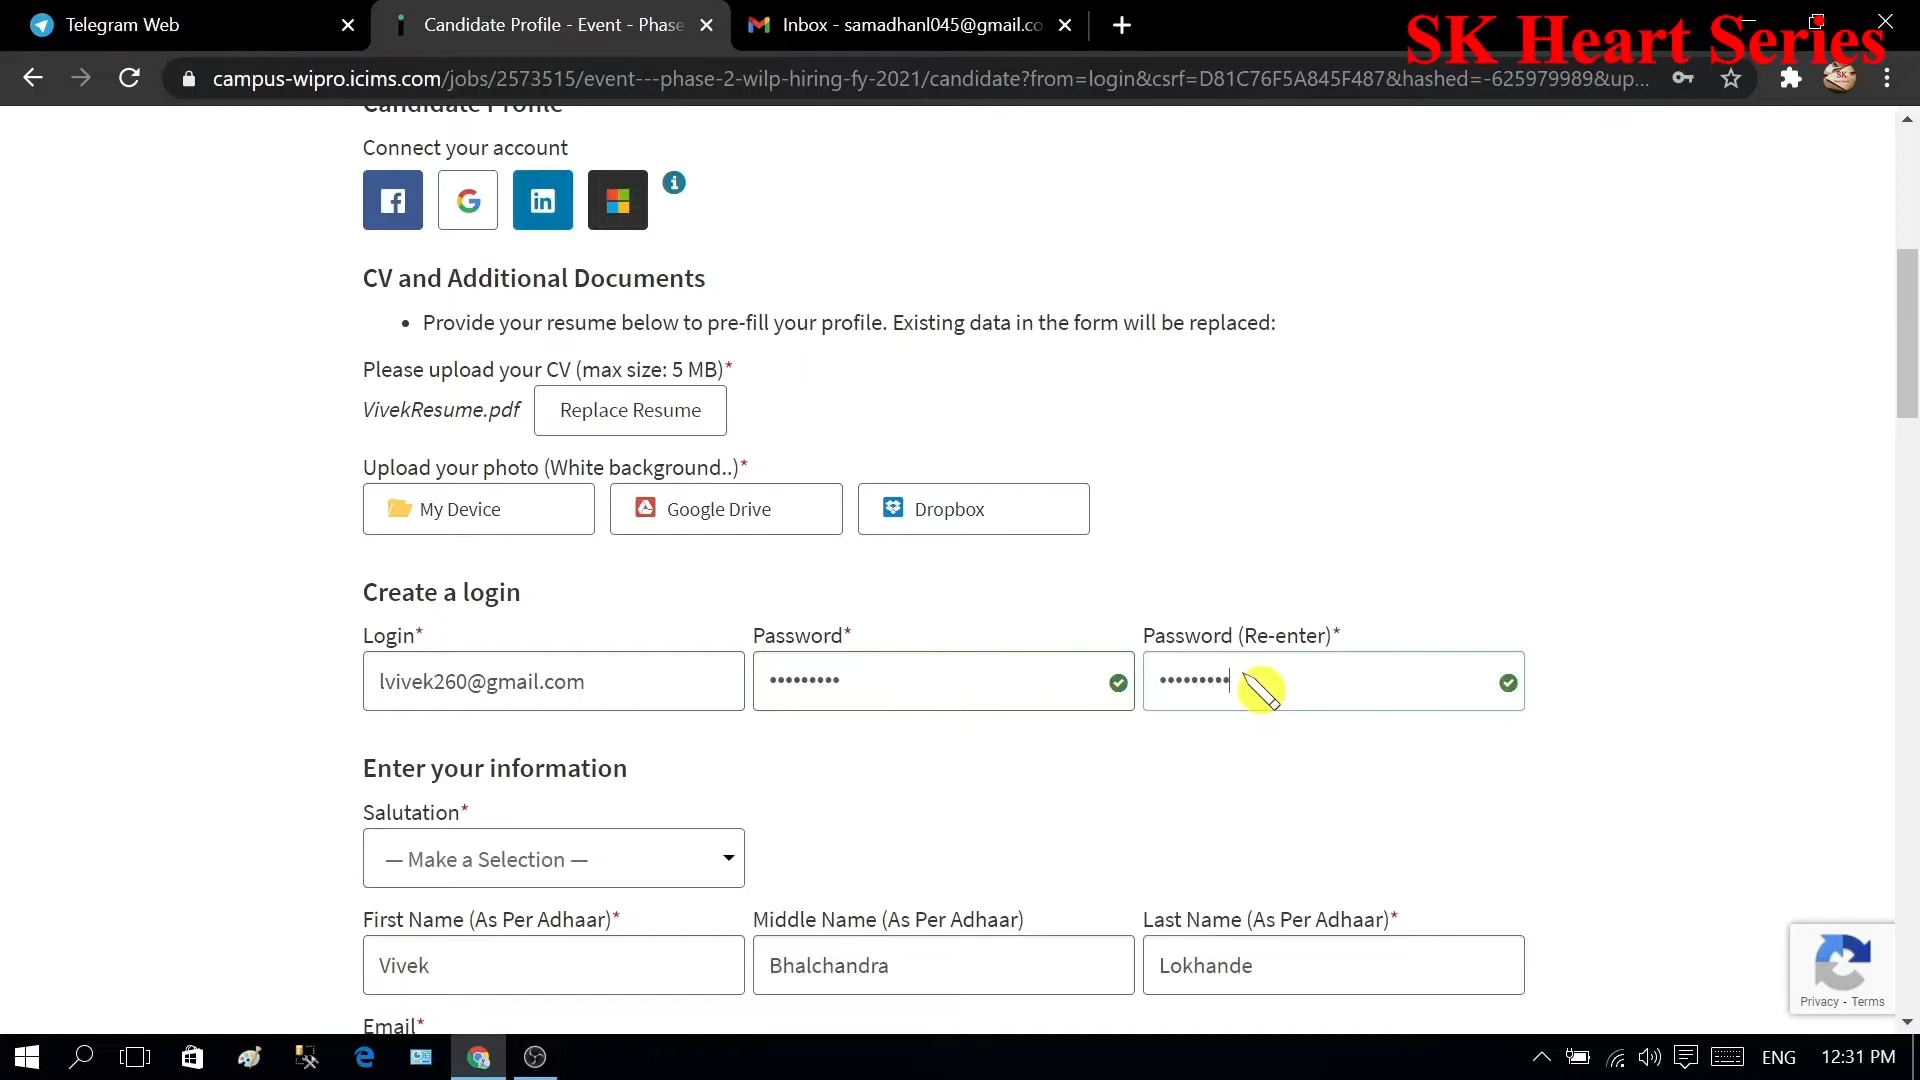 Telegram Web
Candidate Profile - Event - Phase
Inbox - samadhanl045@gmail.co
SK Heart Series
campus-wipro.icims.com/jobs/2573515/event---phase-2-wilp-hiring-fy-2021/candidate?from=login&csrf=D81C76F5A845F487&hashed=-625979989&up...
Candidate Profile
Connect your account
CV and Additional Documents
• Provide your resume below to pre-fill your profile. Existing data in the form will be replaced:
Please upload your CV (max size: 5 MB)*
VivekResume.pdf Replace Resume
Upload your photo (White background..)*
My Device Google Drive Dropbox
Create a login
Login* Password* Password (Re-enter)*
lvivek260@gmail.com ••••••••• •••••••••
Enter your information
Salutation*
— Make a Selection —
First Name (As Per Adhaar)* Middle Name (As Per Adhaar) Last Name (As Per Adhaar)*
Vivek Bhalchandra Lokhande
Email*
Privacy - Terms
ENG 12:31 PM